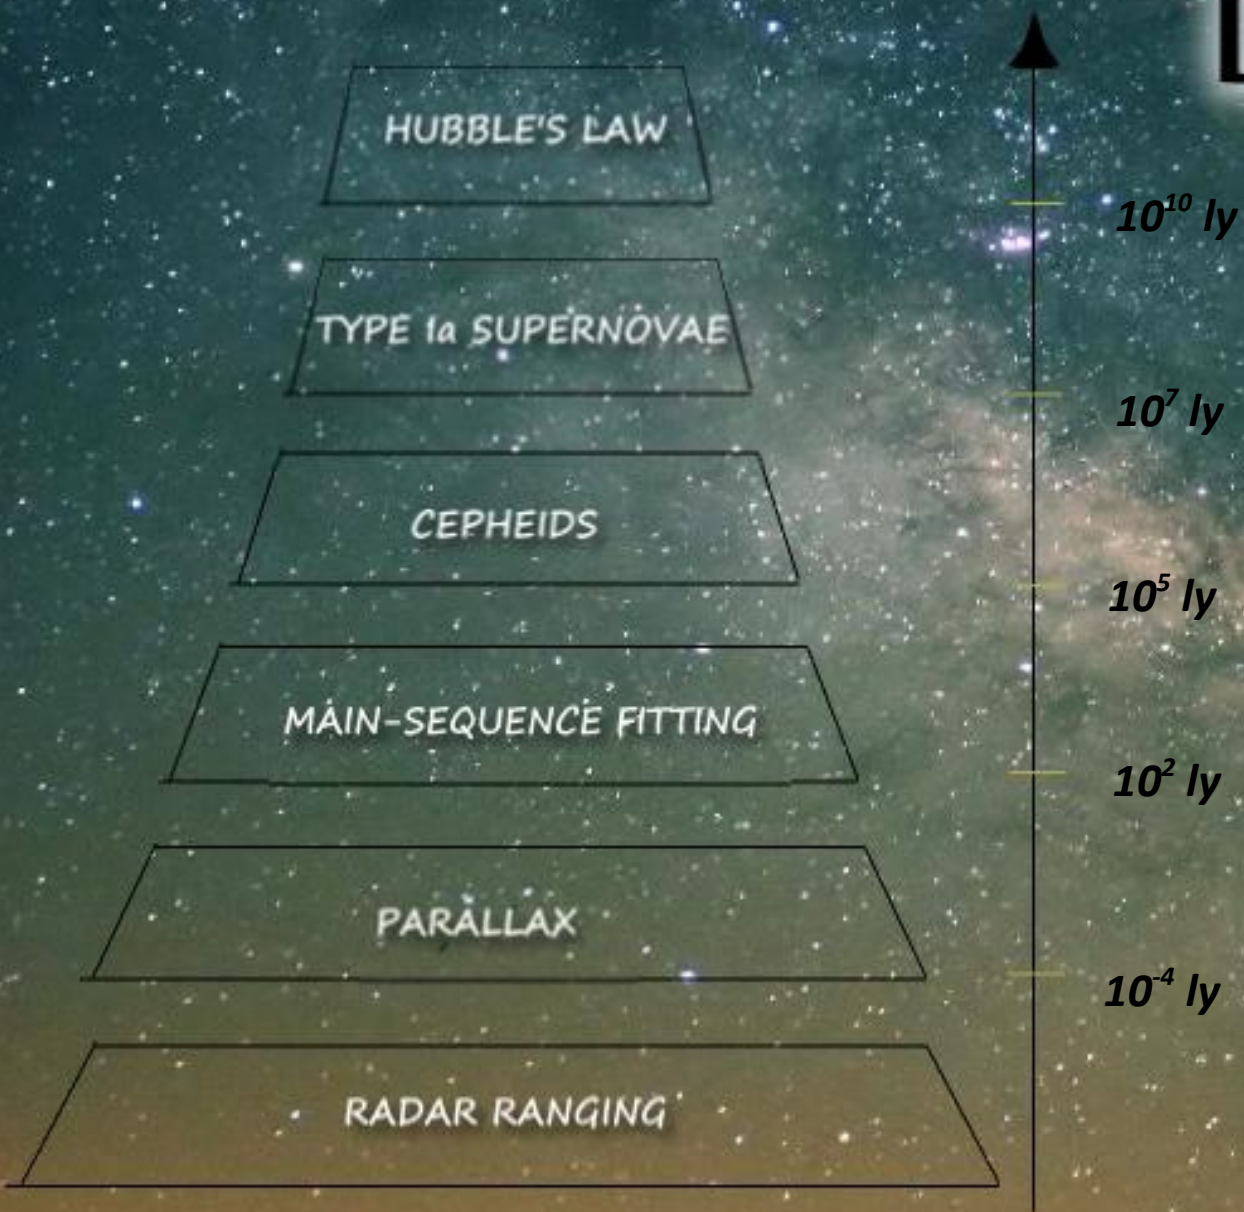 HUBBLE'S LAW
10¹⁰ ly
TYPE 1a SUPERNOVAE
10⁷ ly
CEPHEIDS
10⁵ ly
MAIN-SEQUENCE FITTING
10² ly
PARALLAX
10⁻⁴ ly
RADAR RANGING